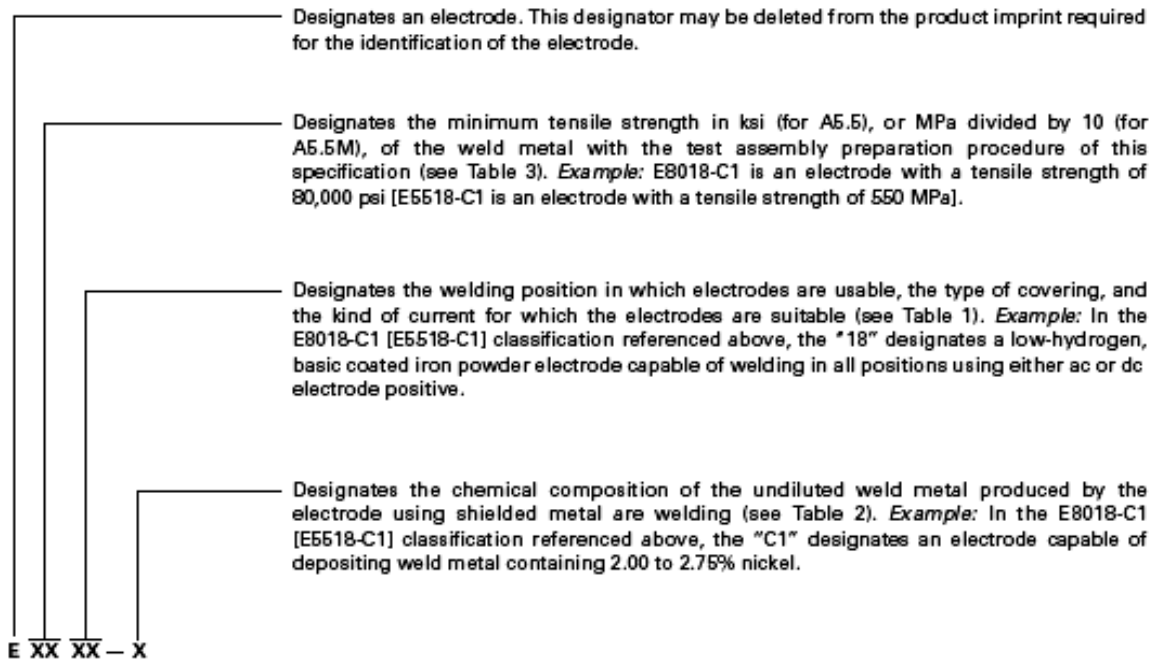 Designates an electrode. This designator may be deleted from the product imprint required
for the identification of the electrode.
Designates the minimum tensile strength in ksi (for A5.5), or MPa divided by 10 (for
A5.5M), of the weld metal with the test assembly preparation procedure of this
specification (see Table 3). Example: E8018-C1 is an electrode with a tensile strength of
80,000 psi [E5518-C1 is an electrode with a tensile strength of 550 MPa].
Designates the welding position in which electrodes are usable, the type of covering, and
the kind of current for which the electrodes are suitable (see Table 1). Example: In the
E8018-C1 [E5518-C1] classification referenced above, the "18" designates a low-hydrogen,
basic coated iron powder electrode capable of welding in all positions using either ac or dc
electrode positive.
Designates the chemical composition of the undiluted weld metal produced by the
electrode using shielded metal are welding (see Table 2). Example: In the E8018-C1
[E5518-C1] classification referenced above, the "C1" designates an electrode capable of
depositing weld metal containing 2.00 to 2.75% nickel.
E XX XX – X